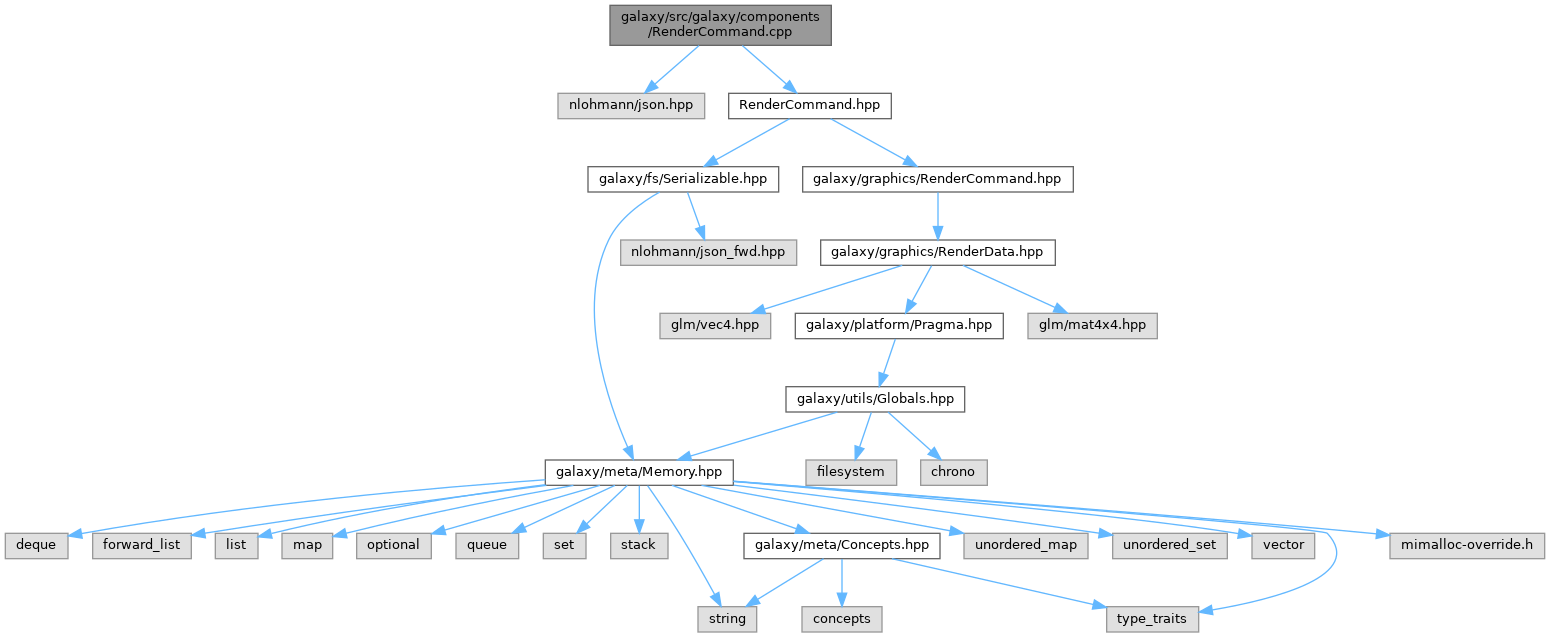 galaxy/src/galaxy/components
/RenderCommand.cpp
nlohmann/json.hpp
RenderCommand.hpp
galaxy/fs/Serializable.hpp
galaxy/graphics/RenderCommand.hpp
nlohmann/json_fwd.hpp
galaxy/graphics/RenderData.hpp
glm/vec4.hpp
galaxy/platform/Pragma.hpp
glm/mat4x4.hpp
galaxy/utils/Globals.hpp
galaxy/meta/Memory.hpp
filesystem
chrono
deque
forward_list
list
map
optional
queue
set
stack
galaxy/meta/Concepts.hpp
unordered_map
unordered_set
vector
mimalloc-override.h
string
concepts
type_traits